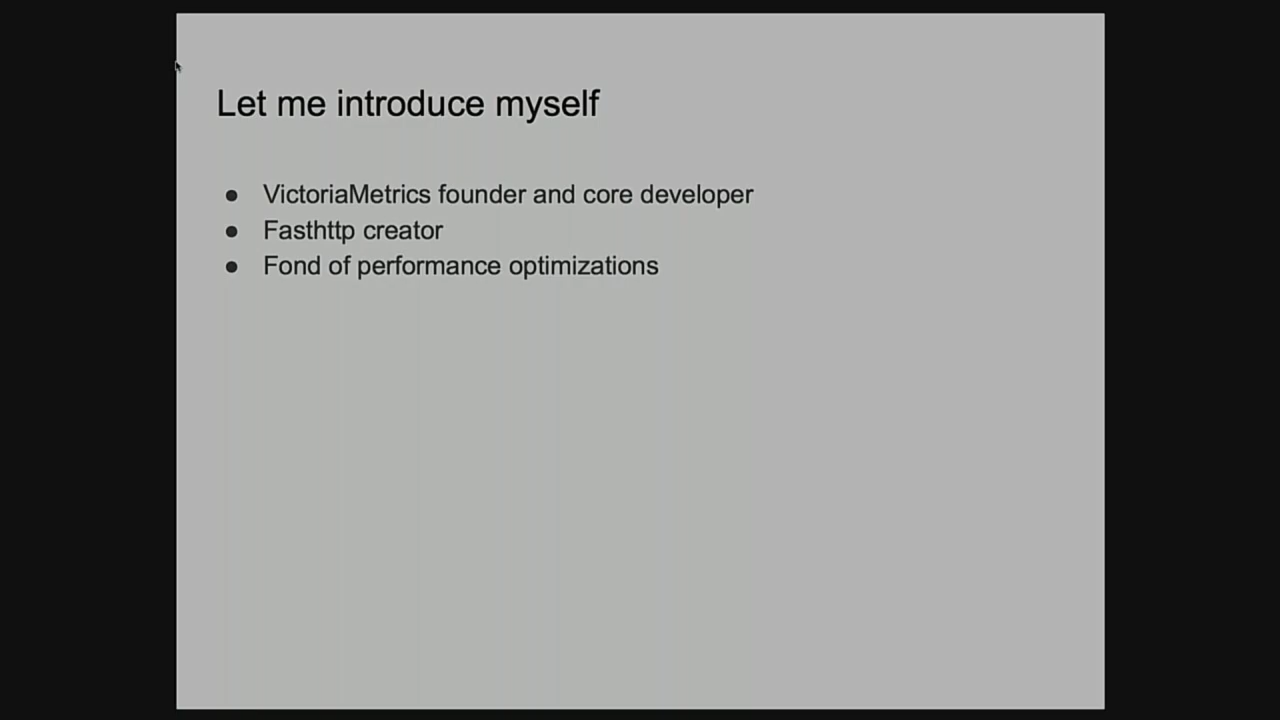 Let me introduce myself
● VictoriaMetrics founder and core developer
● Fasthttp creator
● Fond of performance optimizations